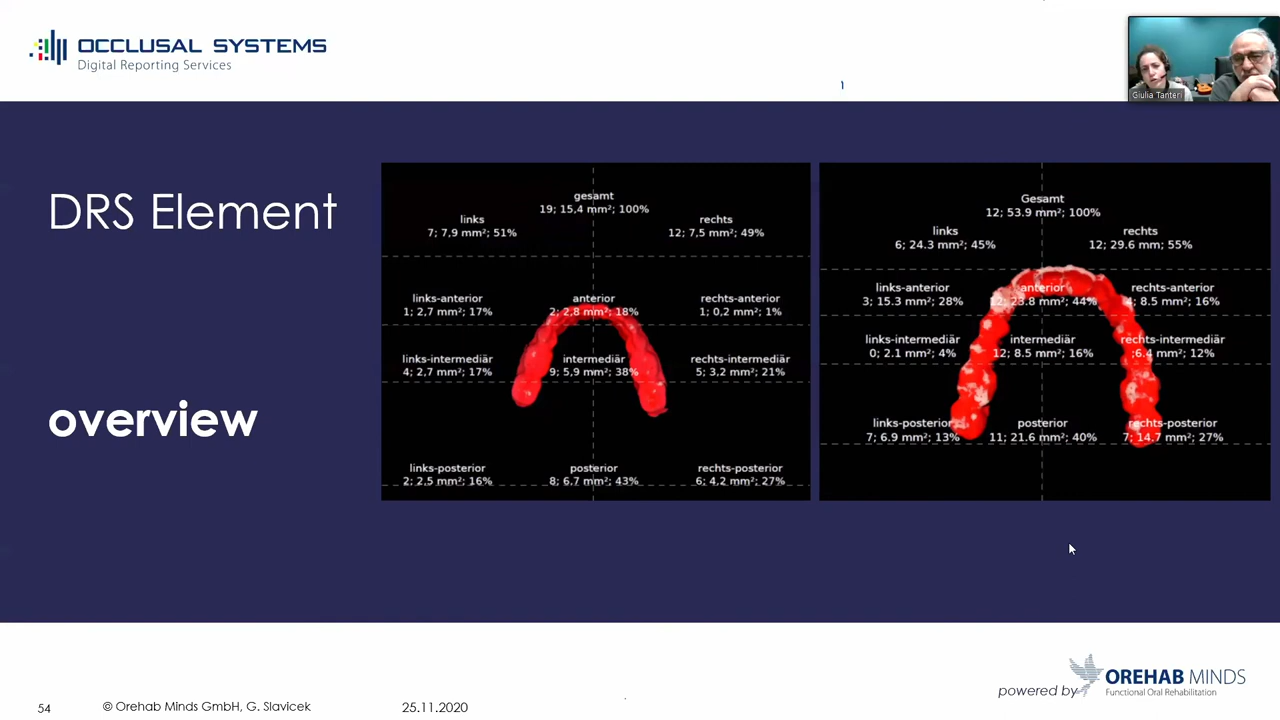 OCCLUSAL SYSTEMS
Digital Reporting Services
Giulia Tanteri
DRS Element
overview
gesamt
19; 15,4 mm²; 100%
links
7; 7,9 mm²; 51%
rechts
12; 7,5 mm²; 49%
links-anterior
1; 2,7 mm²; 17%
anterior
2; 2,8 mm²; 18%
rechts-anterior
1; 0,2 mm²; 1%
links-intermediär
4; 2,7 mm²; 17%
intermediär
9; 5,9 mm²; 38%
rechts-intermediär
5; 3,2 mm²; 21%
links-posterior
2; 2,5 mm²; 16%
posterior
8; 6.7 mm²; 43%
rechts-posterior
6; 4,2 mm²; 27%
Gesamt
12; 53.9 mm²; 100%
links
6; 24.3 mm²; 45%
rechts
12; 29.6 mm; 55%
links-anterior
3; 15.3 mm²; 28%
anterior
12; 23.8 mm²; 44%
rechts-anterior
4; 8.5 mm²; 16%
links-intermediär
0; 2.1 mm²; 4%
intermediär
12; 8.5 mm²; 16%
rechts-intermediär
;6.4 mm²; 12%
links-posterior
7; 6.9 mm²; 13%
posterior
11; 21.6 mm²; 40%
rechts-posterior
7; 14.7 mm²; 27%
54
© Orehab Minds GmbH, G. Slavicek
25.11.2020
powered by
OREHAB MINDS
Functional Oral Rehabilitation